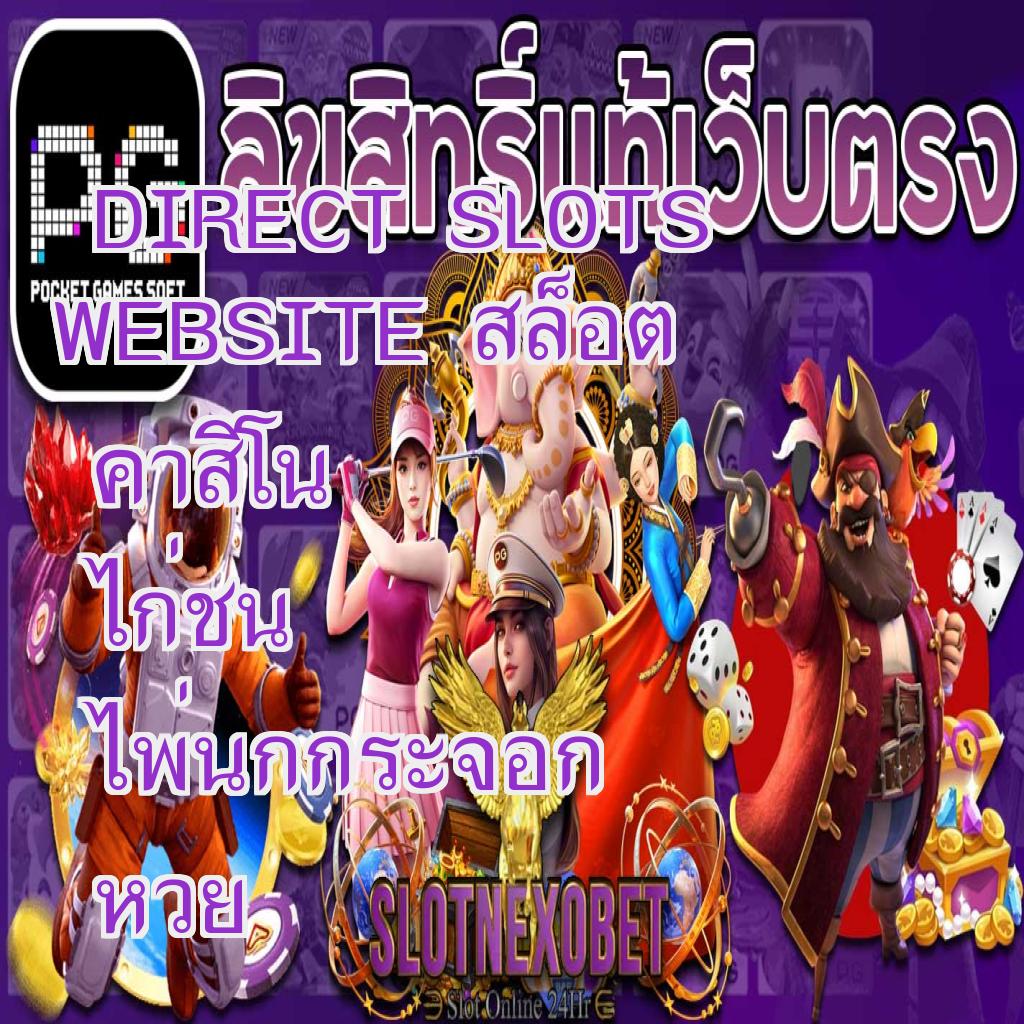 ลิขสิทธิ์แท้เว็บตรง
PG
POCKET GAMES SOFT
DIRECT SLOTS
WEBSITE สล็อต
คาสิโน
ไก่ชน
ไพ่นกกระจอก
หวย
PG
SLOTNEXOBET
Slot Online 24Hr